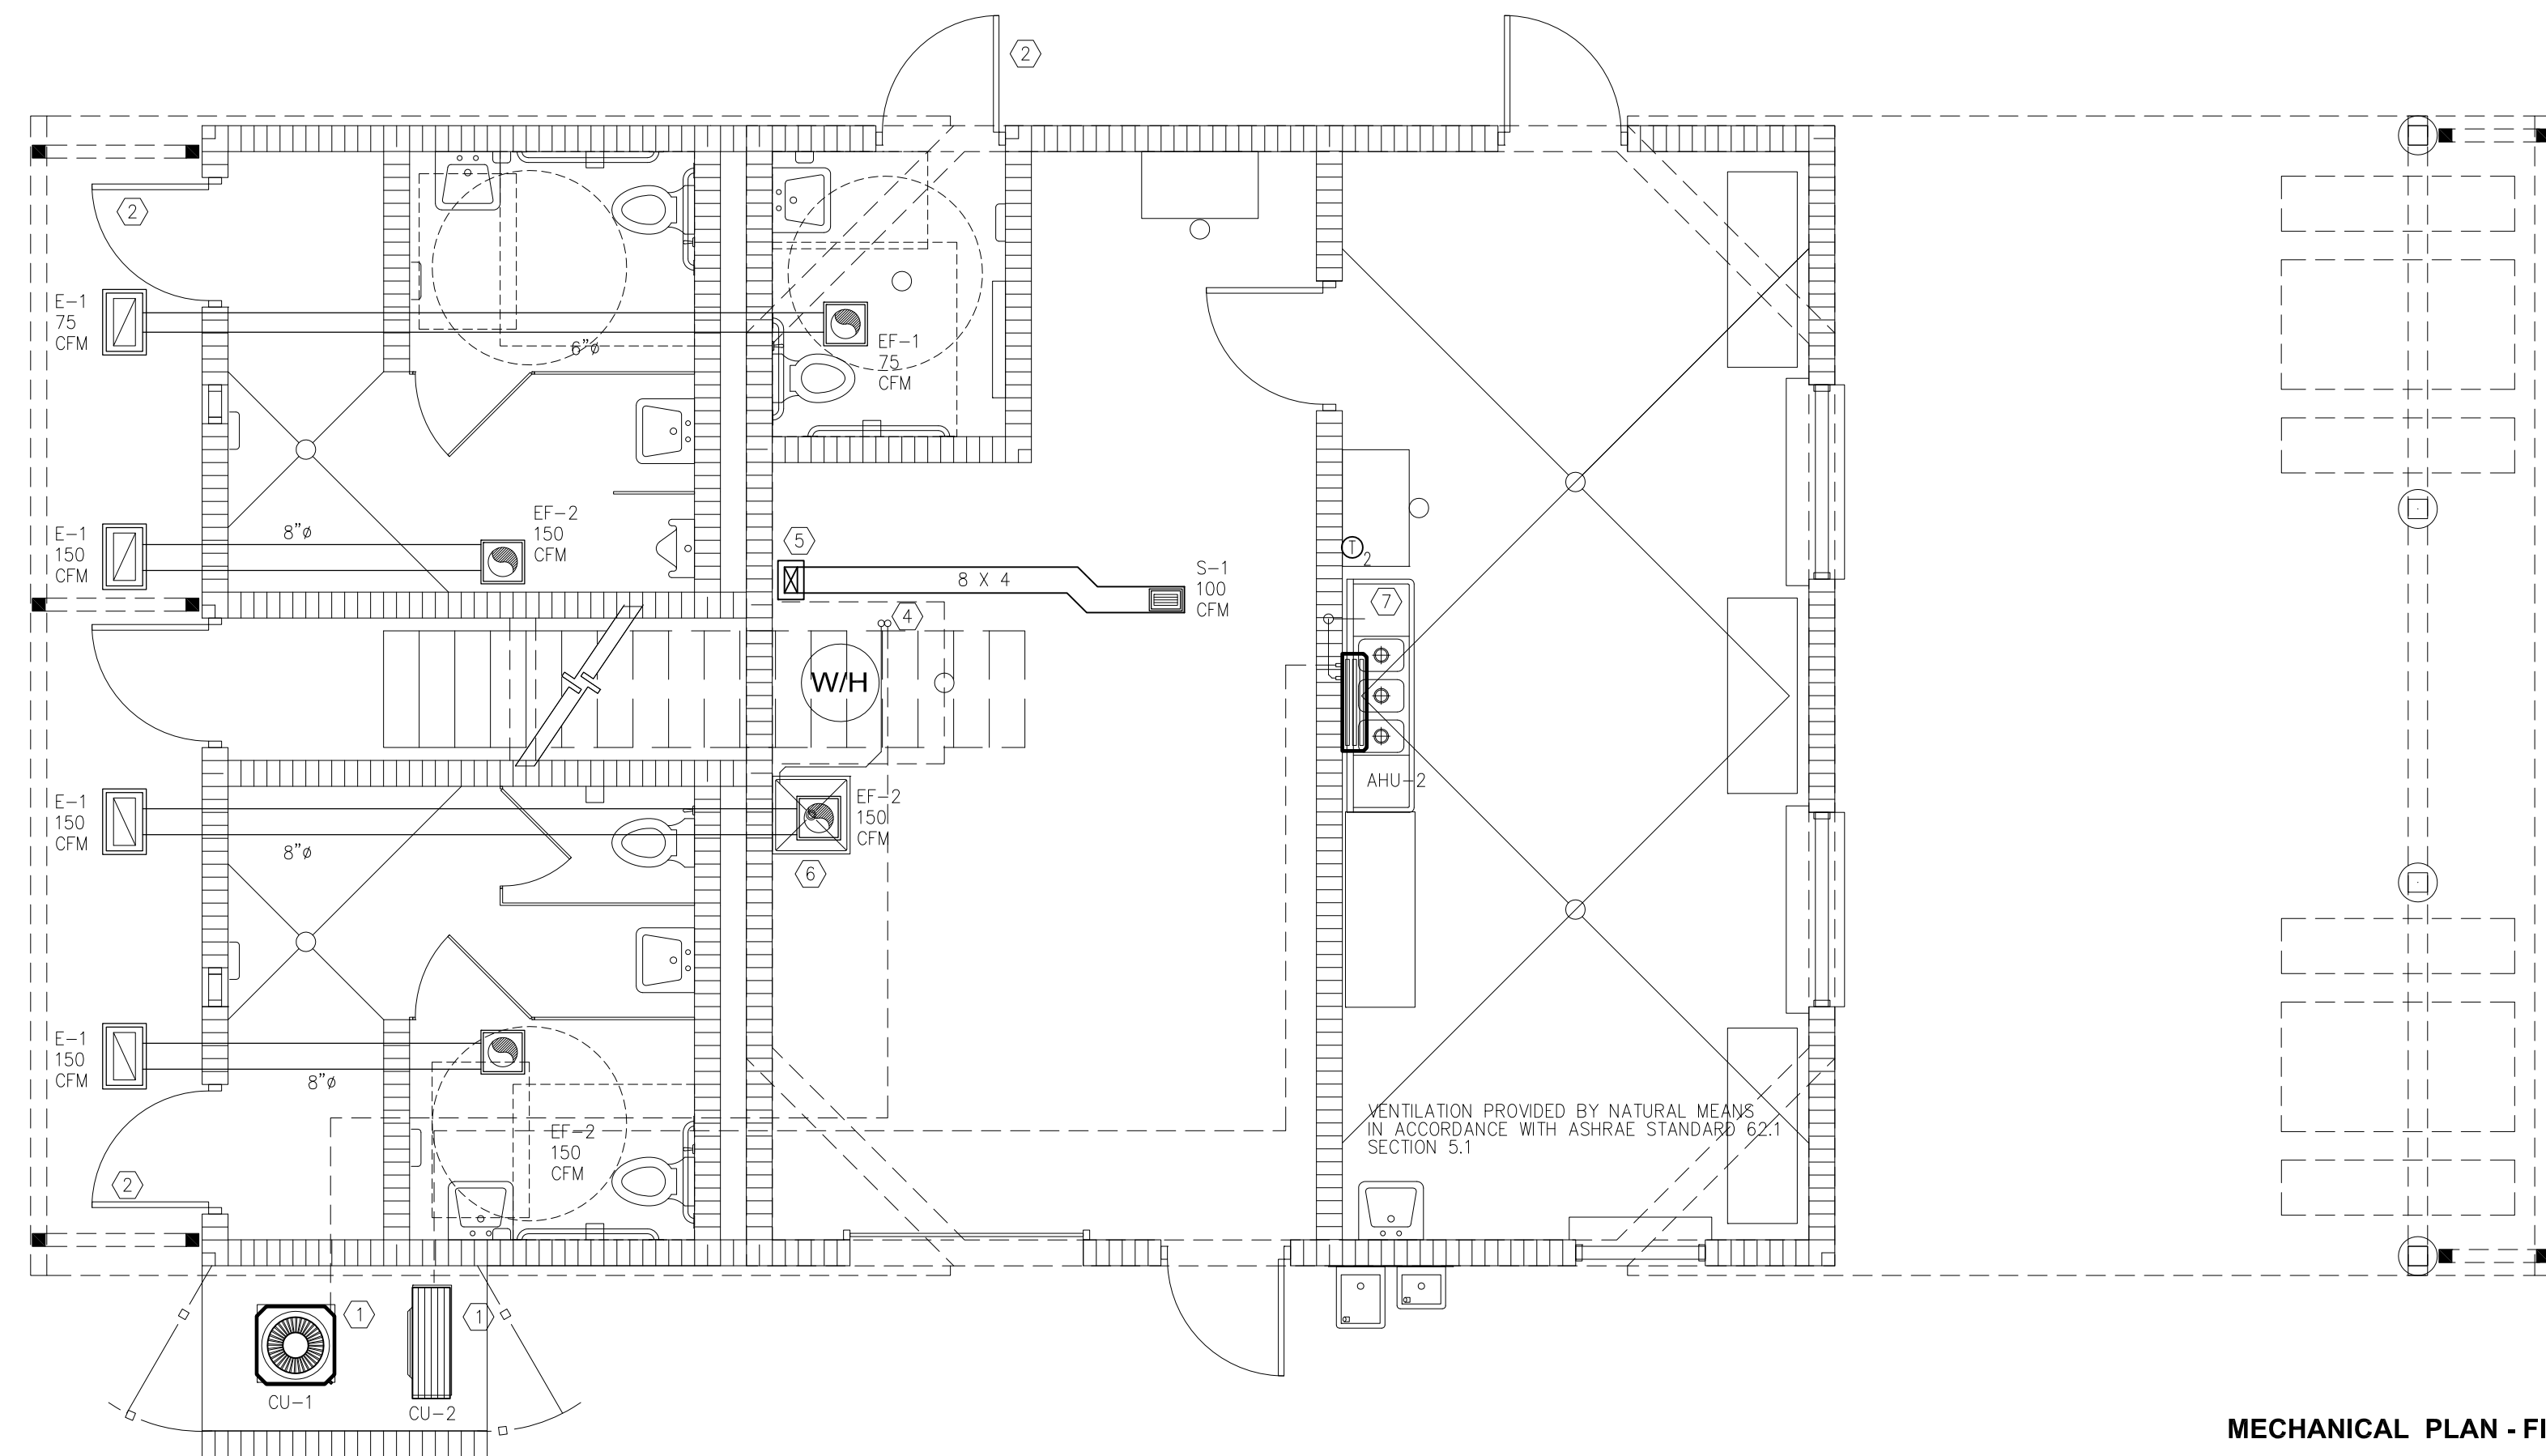 2
2
E-1
75
CFM
6"ø
EF-1
75
CFM
E-1
150
CFM
8"ø
EF-2
150
CFM
5
8 X 4
S-1
100
CFM
T
2
7
4
W/H
AHU-2
E-1
150
CFM
8"ø
EF-2
150
CFM
6
E-1
150
CFM
8"ø
EF-2
150
CFM
VENTILATION PROVIDED BY NATURAL MEANS
IN ACCORDANCE WITH ASHRAE STANDARD 62.1
SECTION 5.1
2
1
1
CU-1
CU-2
MECHANICAL PLAN - FI